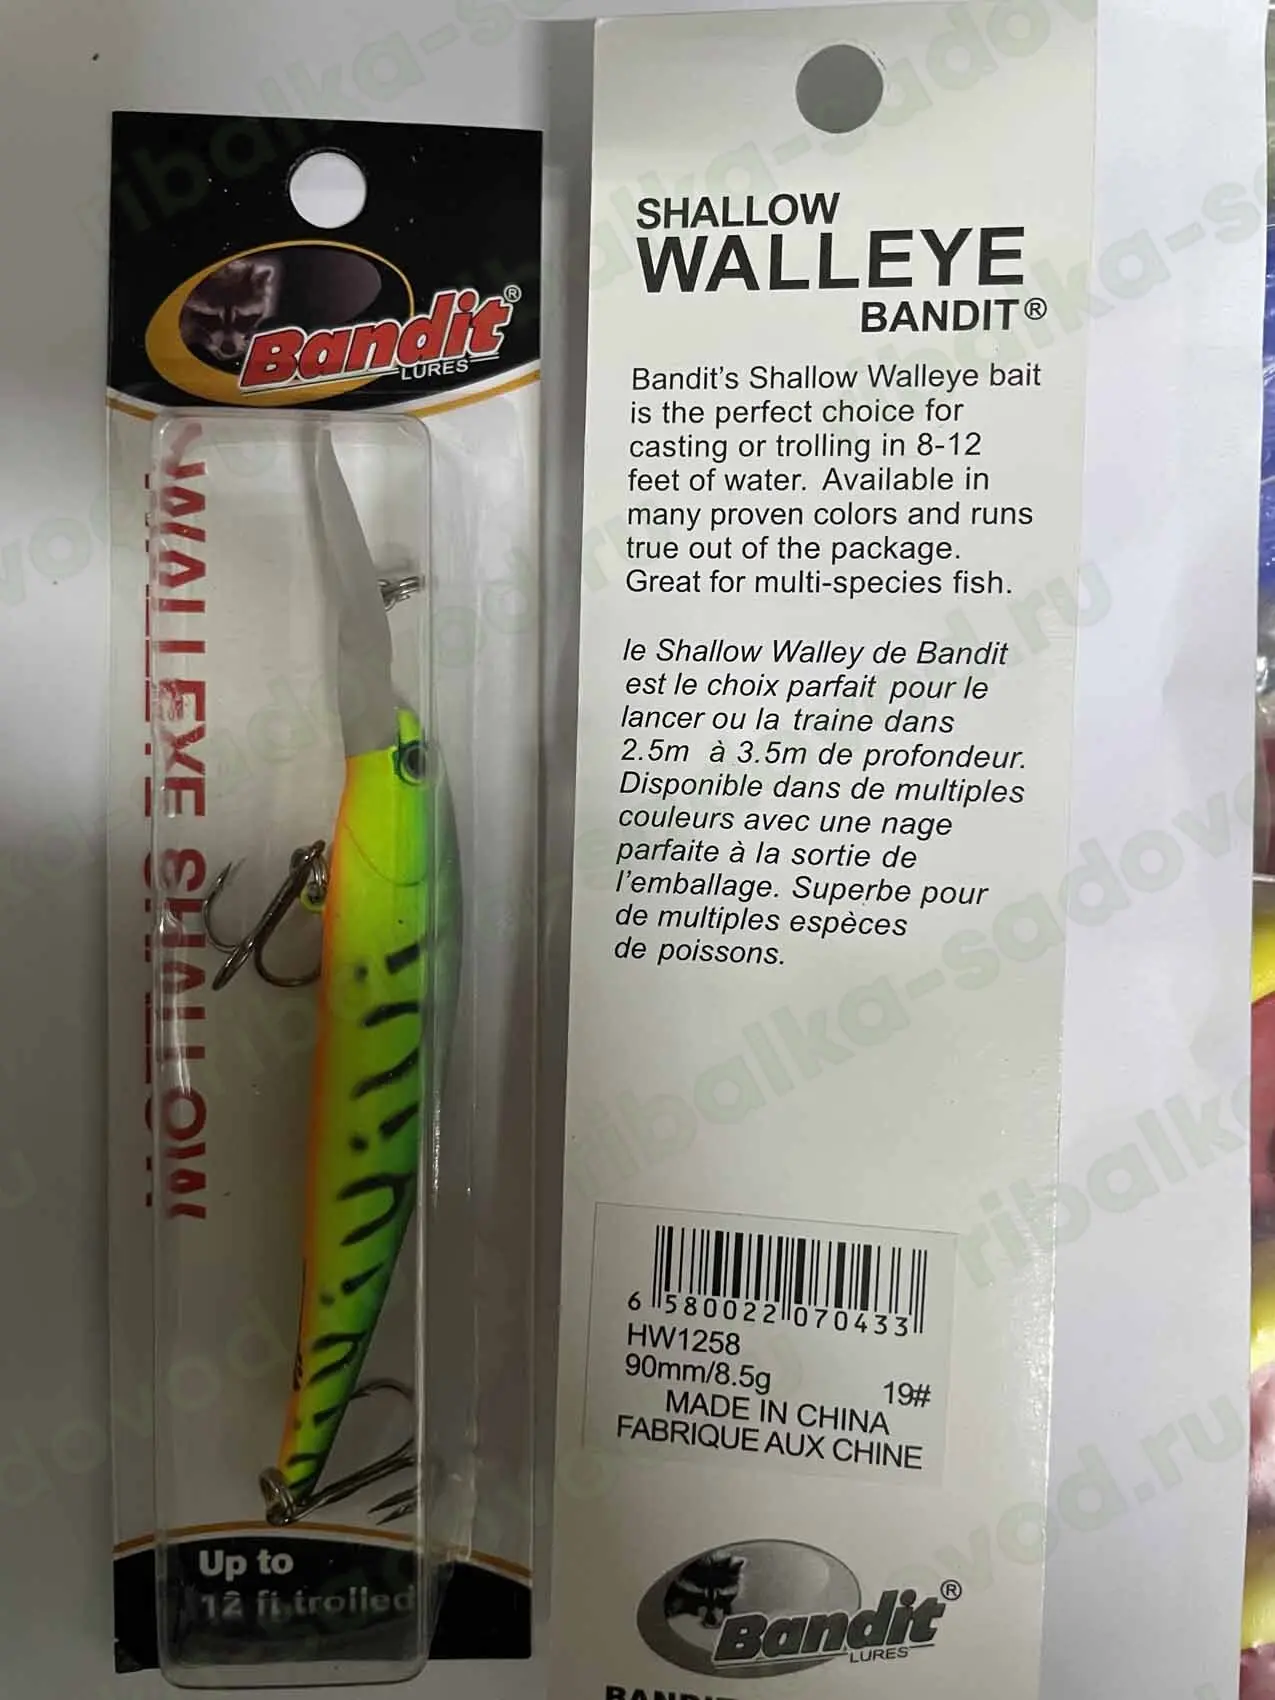 Bandit®
LURES
WALLEYE SHALLOW
Up to
12 ft. trolled
SHALLOW
WALLEYE
BANDIT®
Bandit's Shallow Walleye bait
is the perfect choice for
casting or trolling in 8-12
feet of water. Available in
many proven colors and runs
true out of the package.
Great for multi-species fish.
le Shallow Walley de Bandit
est le choix parfait pour le
lancer ou la traine dans
2.5m à 3.5m de profondeur.
Disponible dans de multiples
couleurs avec une nage
parfaite à la sortie de
l'emballage. Superbe pour
de multiples espèces
de poissons.
6 580022 070433
HW1258
90mm/8.5g
19#
MADE IN CHINA
FABRIQUE AUX CHINE
Bandit®
LURES
ribalka-sadovod.ru